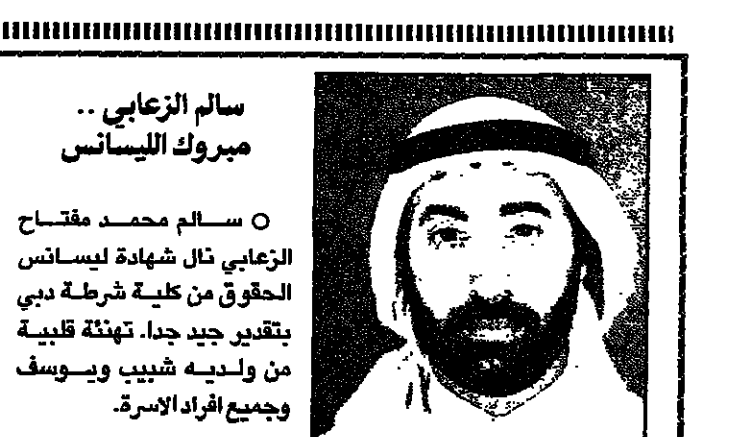 سالم الزعابي ..
مبروك الليسانس
O سالم محمد مفتاح
الزعابي نال شهادة ليسانس
الحقوق من كلية شرطة دبي
بتقدير جيد جدا. تهنئة قلبية
من ولديه شبيب ويوسف
وجميع افراد الاسرة.